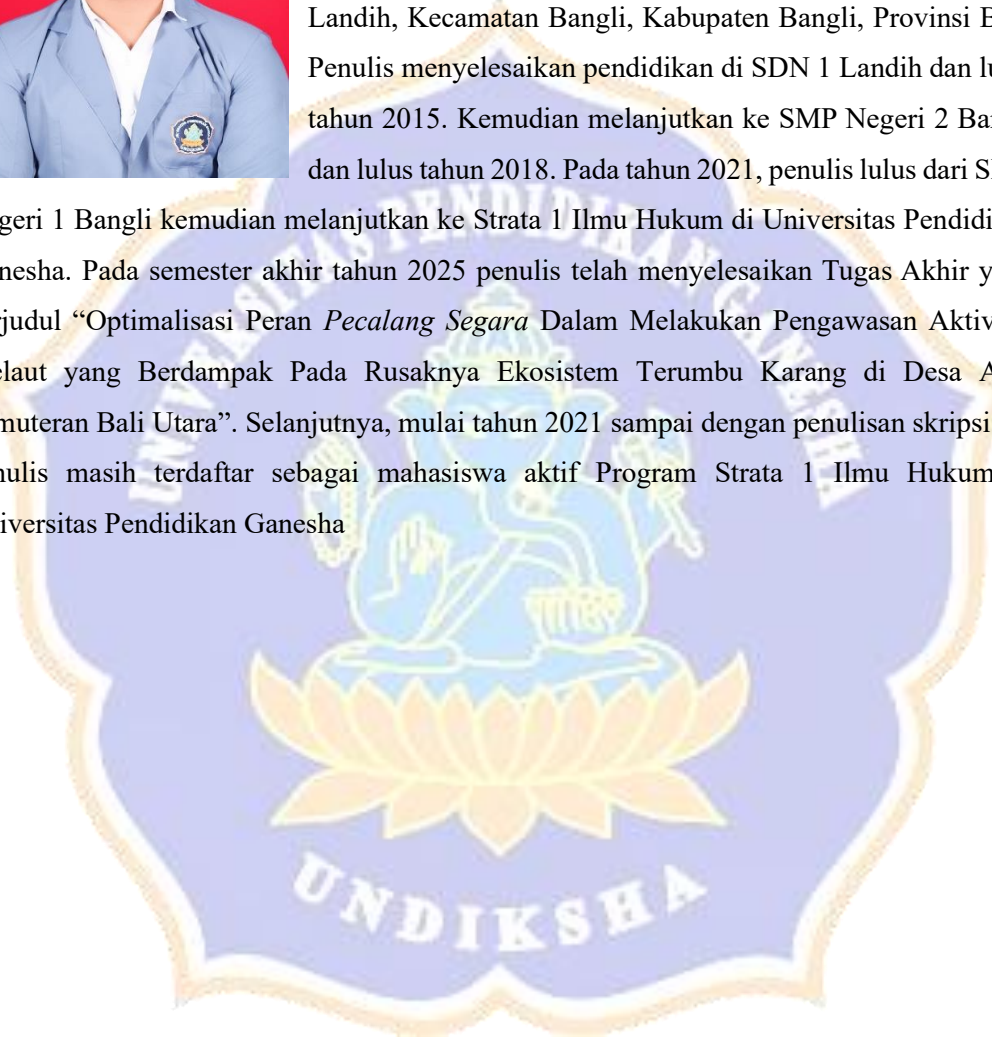 Landih, Kecamatan Bangli, Kabupaten Bangli, Provinsi B
Penulis menyelesaikan pendidikan di SDN 1 Landih dan lu
tahun 2015. Kemudian melanjutkan ke SMP Negeri 2 Ba
dan lulus tahun 2018. Pada tahun 2021, penulis lulus dari S
geri 1 Bangli kemudian melanjutkan ke Strata 1 Ilmu Hukum di Universitas Pendidi
nesha. Pada semester akhir tahun 2025 penulis telah menyelesaikan Tugas Akhir y
rjudul “Optimalisasi Peran Pecalang Segara Dalam Melakukan Pengawasan Aktiv
elaut yang Berdampak Pada Rusaknya Ekosistem Terumbu Karang di Desa A
muteran Bali Utara”. Selanjutnya, mulai tahun 2021 sampai dengan penulisan skripsi
nulis masih terdaftar sebagai mahasiswa aktif Program Strata 1 Ilmu Hukum
iversitas Pendidikan Ganesha
UNIVERSITAS PENDIDIKAN GANESHA
UNDIKSHA